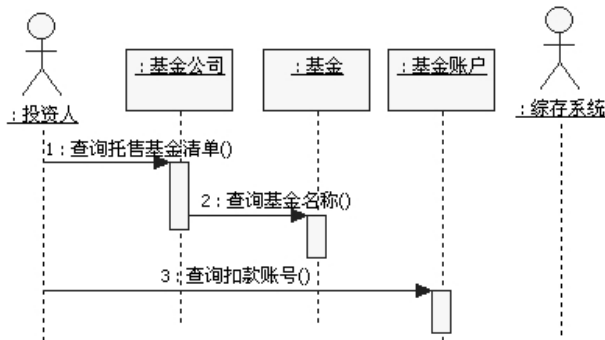 : 基金公司
: 基金
: 基金账户
: 投资人
: 综存系统
1 : 查询托售基金清单()
2 : 查询基金名称()
3 : 查询扣款账号()